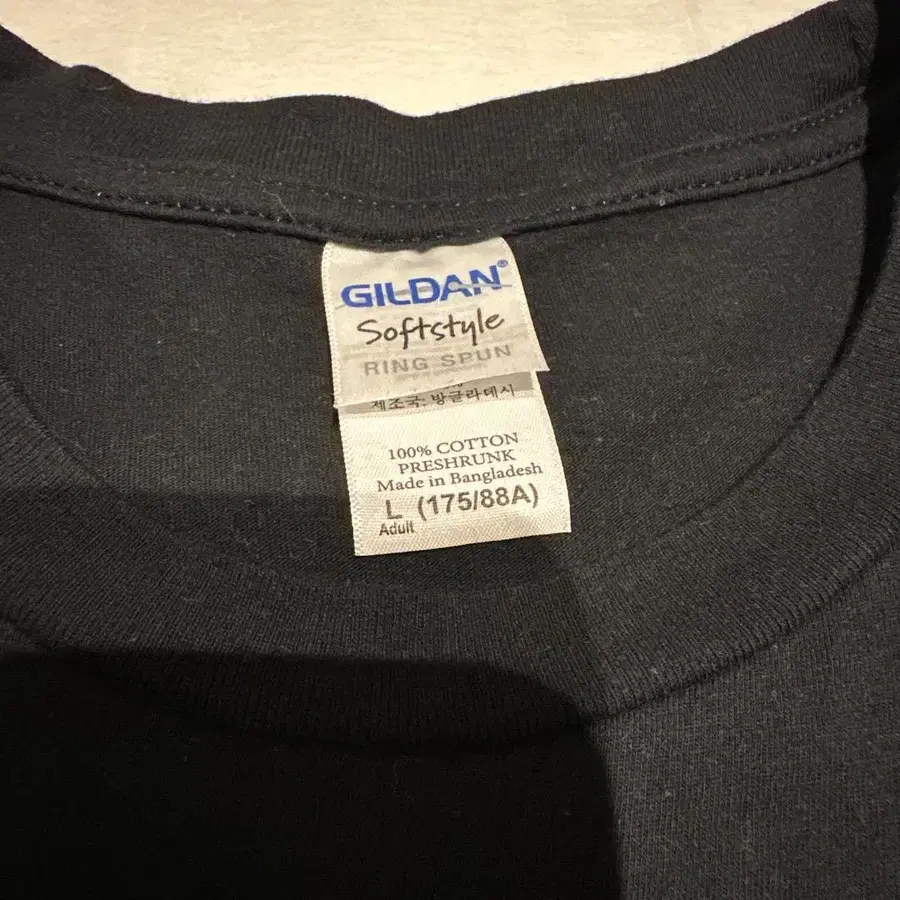 GILDAN®
Softstyle
RING SPUN
제조국: 방글라데시
100% COTTON
PRESHRUNK
Made in Bangladesh
L (175/88A)
Adult